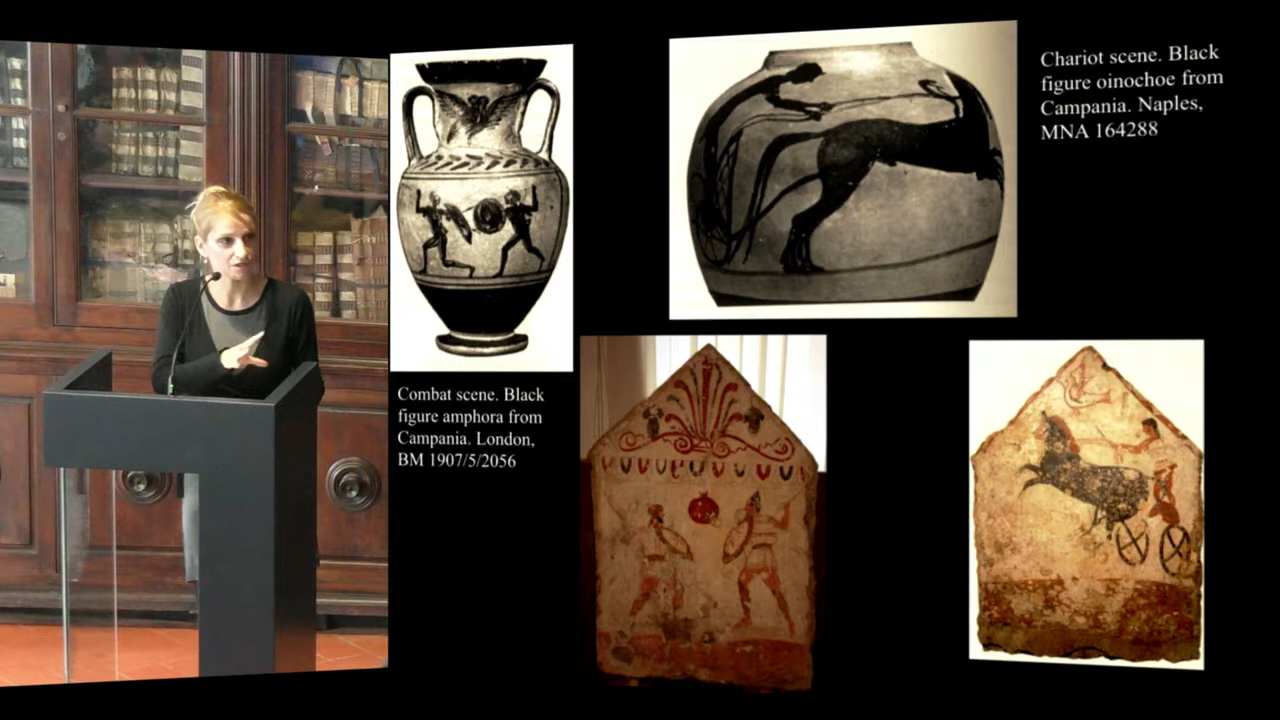 Combat scene. Black
figure amphora from
Campania. London,
BM 1907/5/2056
Chariot scene. Black
figure oinochoe from
Campania. Naples,
MNA 164288